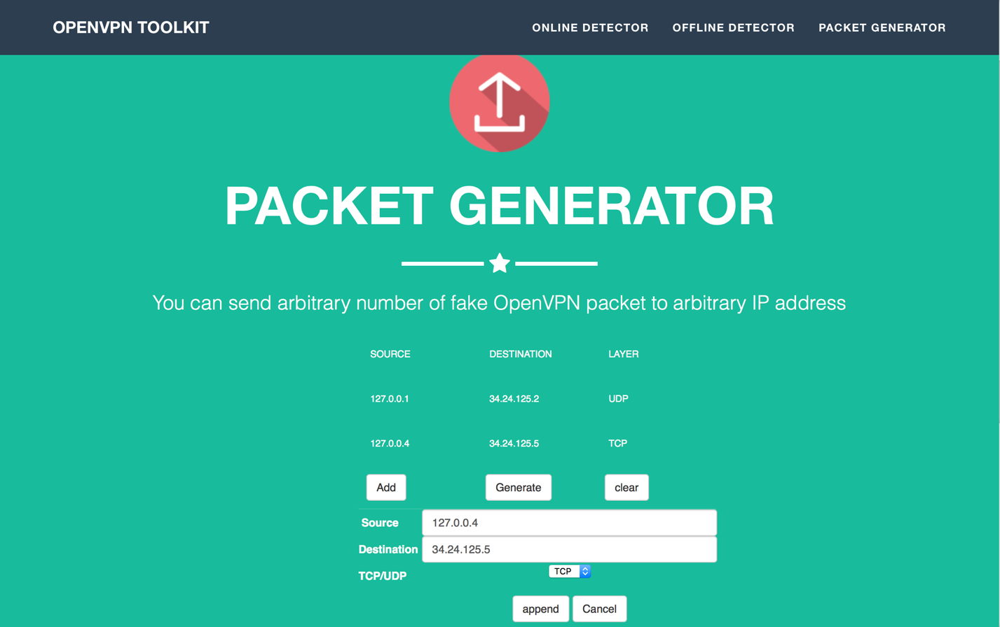 OPENVPN TOOLKIT ONLINE DETECTOR OFFLINE DETECTOR PACKET GENERATOR
PACKET GENERATOR
You can send arbitrary number of fake OpenVPN packet to arbitrary IP address
SOURCE DESTINATION LAYER
127.0.0.1 34.24.125.2 UDP
127.0.0.4 34.24.125.5 TCP
Add Generate clear
Source 127.0.0.4
Destination 34.24.125.5
TCP/UDP TCP
append Cancel